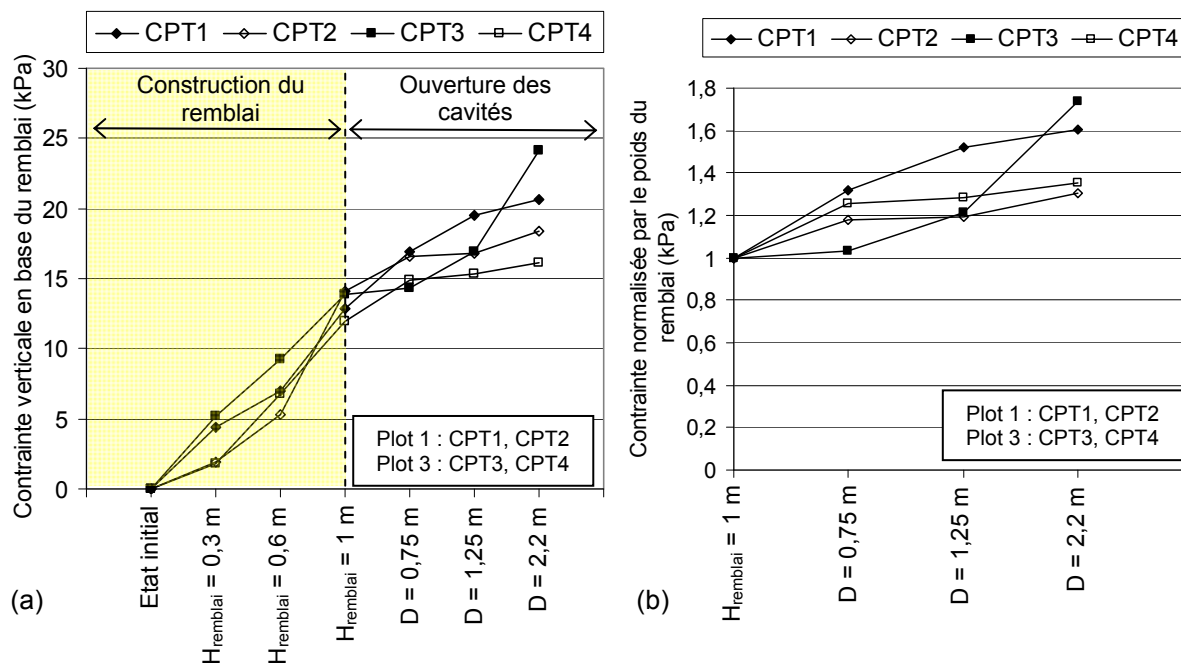 CPT1 CPT2 CPT3 CPT4
Contrainte verticale en base du remblai (kPa)
30
25
20
15
10
5
0
Construction du
remblai
Ouverture des
cavités
Plot 1 : CPT1, CPT2
Plot 3 : CPT3, CPT4
Etat initial
Hremblai = 0,3 m
Hremblai = 0,6 m
Hremblai = 1 m
D = 0,75 m
D = 1,25 m
D = 2,2 m
(a)
CPT1 CPT2 CPT3 CPT4
Contrainte normalisée par le poids du
remblai (kPa)
1,8
1,6
1,4
1,2
1
0,8
0,6
0,4
0,2
0
Plot 1 : CPT1, CPT2
Plot 3 : CPT3, CPT4
Hremblai = 1 m
D = 0,75 m
D = 1,25 m
D = 2,2 m
(b)